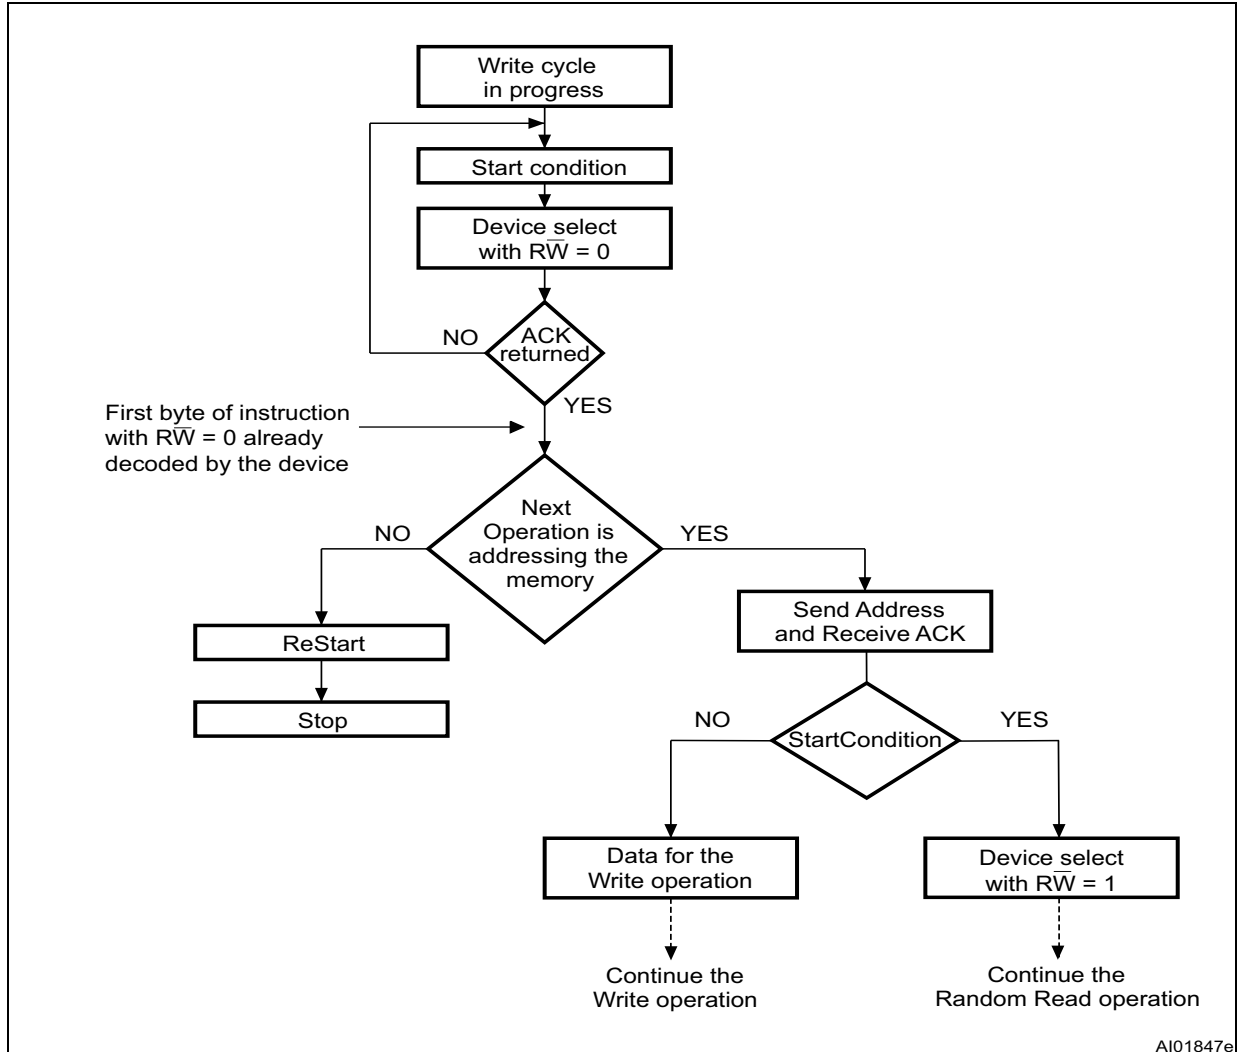 Write cycle
in progress
Start condition
Device select
with RW̅ = 0
ACK
returned
NO
YES
First byte of instruction
with RW̅ = 0 already
decoded by the device
Next
Operation is
addressing the
memory
NO
YES
ReStart
Stop
Send Address
and Receive ACK
StartCondition
NO
YES
Data for the
Write operation
Device select
with RW̅ = 1
Continue the
Write operation
Continue the
Random Read operation
AI01847e